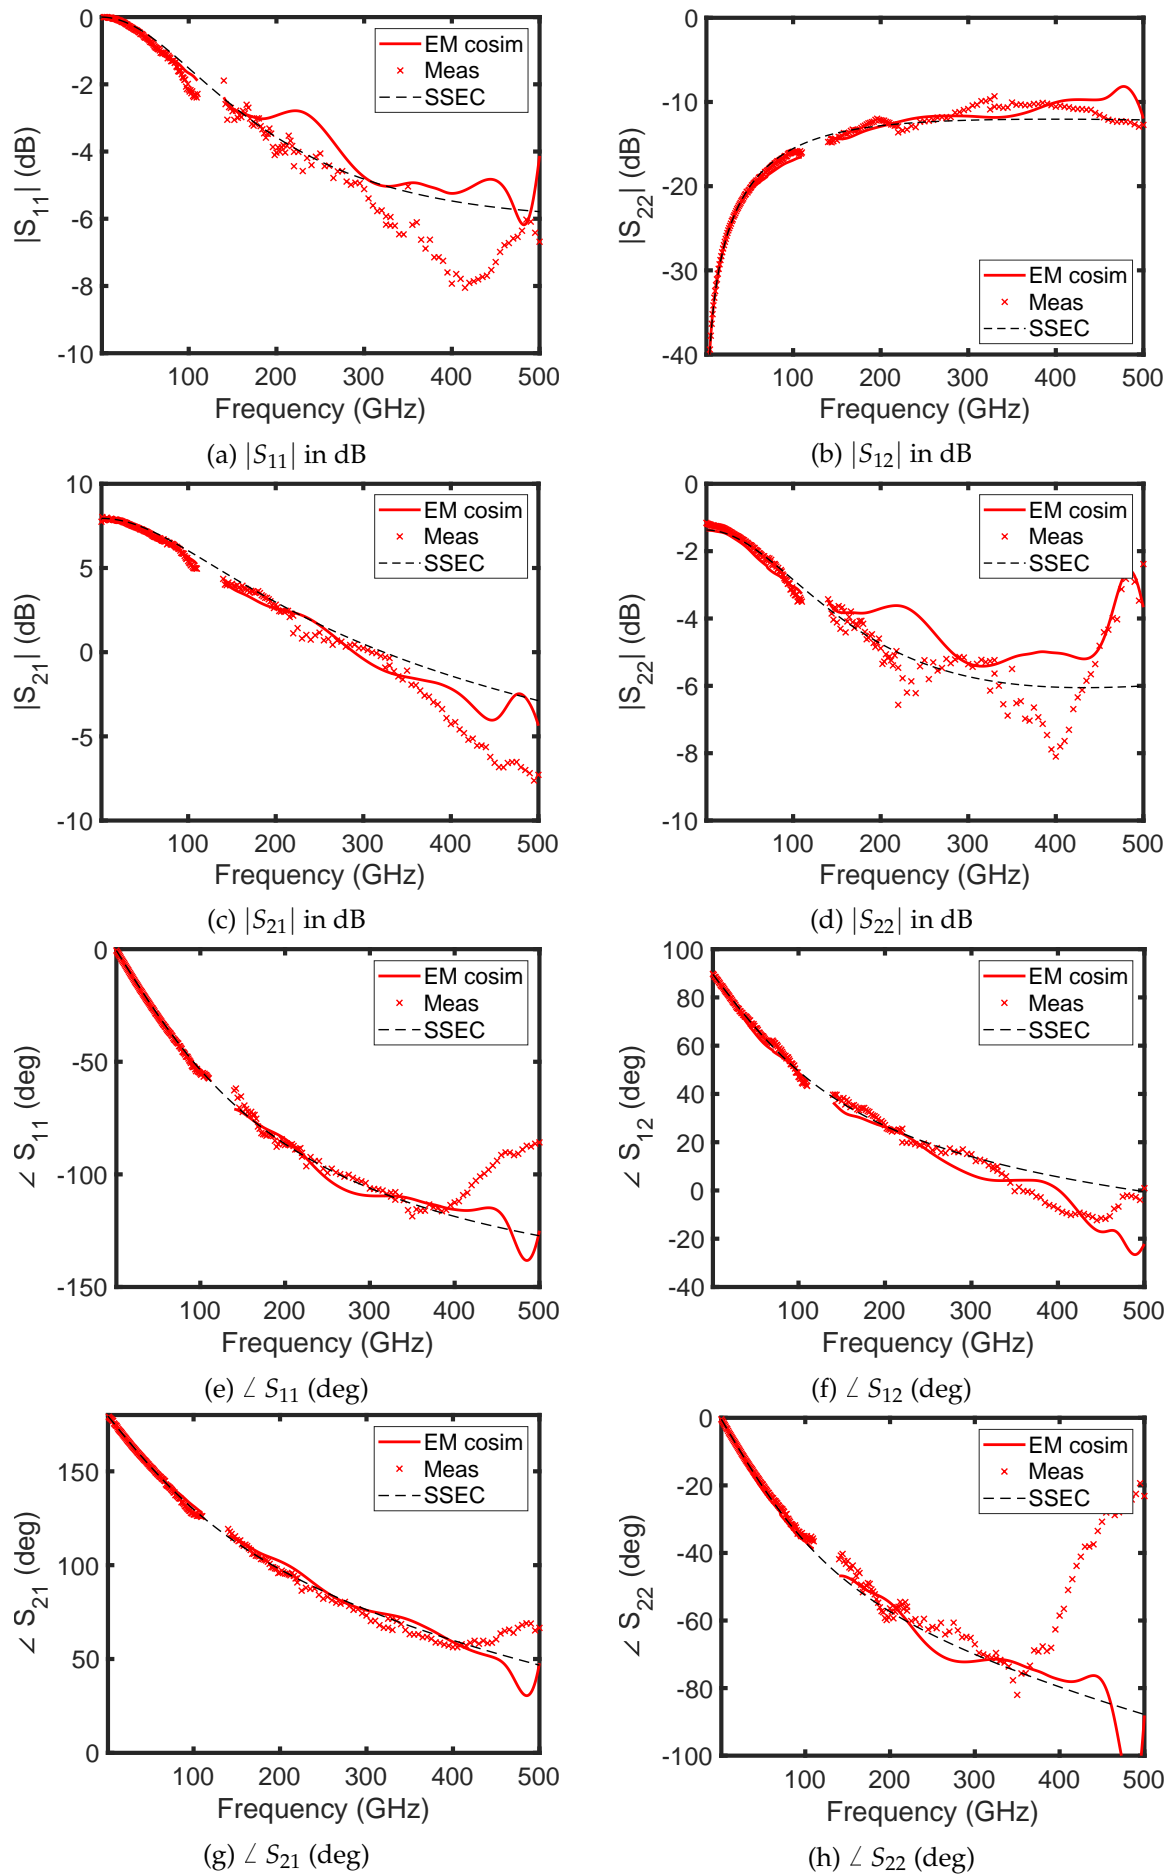 0
-2
-4
-6
-8
-10
|S11| (dB)
EM cosim
Meas
SSEC
100 200 300 400 500
Frequency (GHz)
(a) |S11| in dB
0
-10
-20
-30
-40
|S22| (dB)
EM cosim
Meas
SSEC
100 200 300 400 500
Frequency (GHz)
(b) |S12| in dB
10
5
0
-5
-10
|S21| (dB)
EM cosim
Meas
SSEC
100 200 300 400 500
Frequency (GHz)
(c) |S21| in dB
0
-2
-4
-6
-8
-10
|S22| (dB)
EM cosim
Meas
SSEC
100 200 300 400 500
Frequency (GHz)
(d) |S22| in dB
0
-50
-100
-150
∠ S11 (deg)
EM cosim
Meas
SSEC
100 200 300 400 500
Frequency (GHz)
(e) ∠ S11 (deg)
100
80
60
40
20
0
-20
-40
∠ S12 (deg)
EM cosim
Meas
SSEC
100 200 300 400 500
Frequency (GHz)
(f) ∠ S12 (deg)
150
100
50
0
∠ S21 (deg)
EM cosim
Meas
SSEC
100 200 300 400 500
Frequency (GHz)
(g) ∠ S21 (deg)
0
-20
-40
-60
-80
-100
∠ S22 (deg)
EM cosim
Meas
SSEC
100 200 300 400 500
Frequency (GHz)
(h) ∠ S22 (deg)